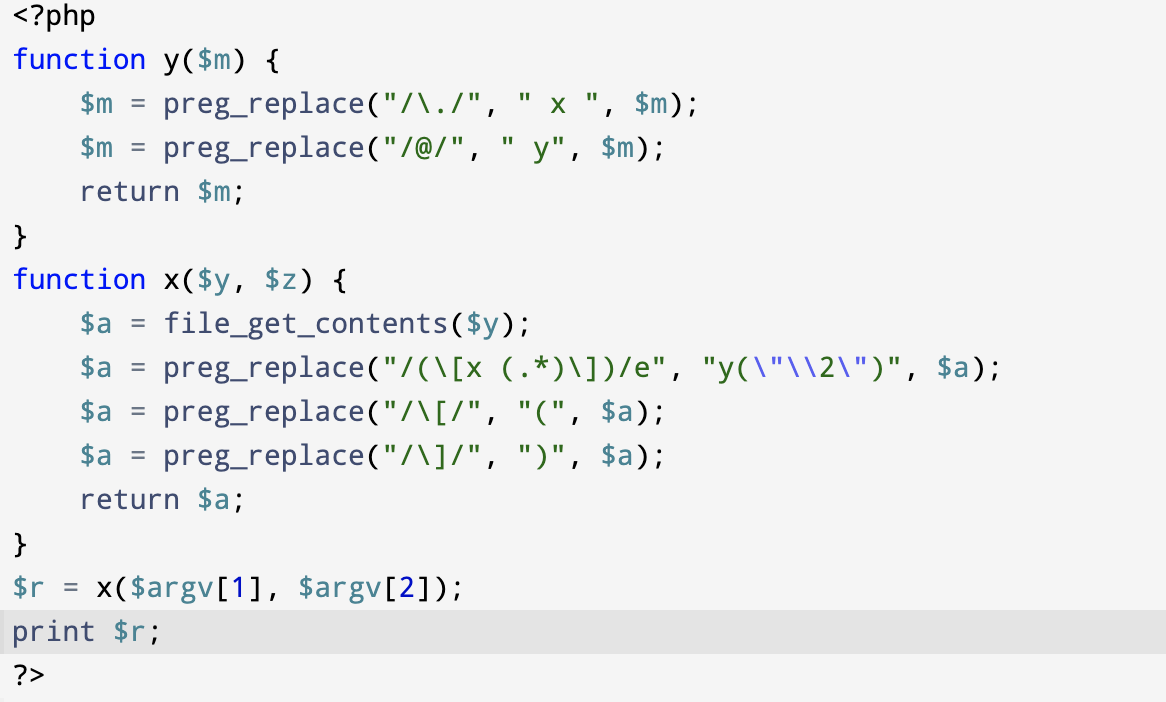 <?php
function y($m) {
    $m = preg_replace("/\./", " x ", $m);
    $m = preg_replace("/@/", " y", $m);
    return $m;
}
function x($y, $z) {
    $a = file_get_contents($y);
    $a = preg_replace("/(\[x (.*)\])/e", "y(\"\\2\")", $a);
    $a = preg_replace("/\[/", "(", $a);
    $a = preg_replace("/\]/", ")", $a);
    return $a;
}
$r = x($argv[1], $argv[2]);
print $r;
?>